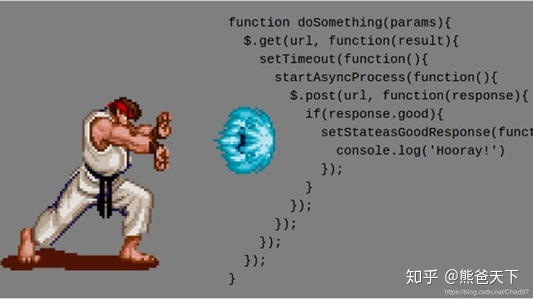 function doSomething(params){
$.get(url, function(result){
setTimeout(function(){
startAsyncProcess(function(){
$.post(url, function(response){
if(response.good){
setStateasGoodResponse(funct
console.log('Hooray!')
});
}
});
});
});
});
}
知乎 @熊爸天下
https://blog.csdn.net/Chad97